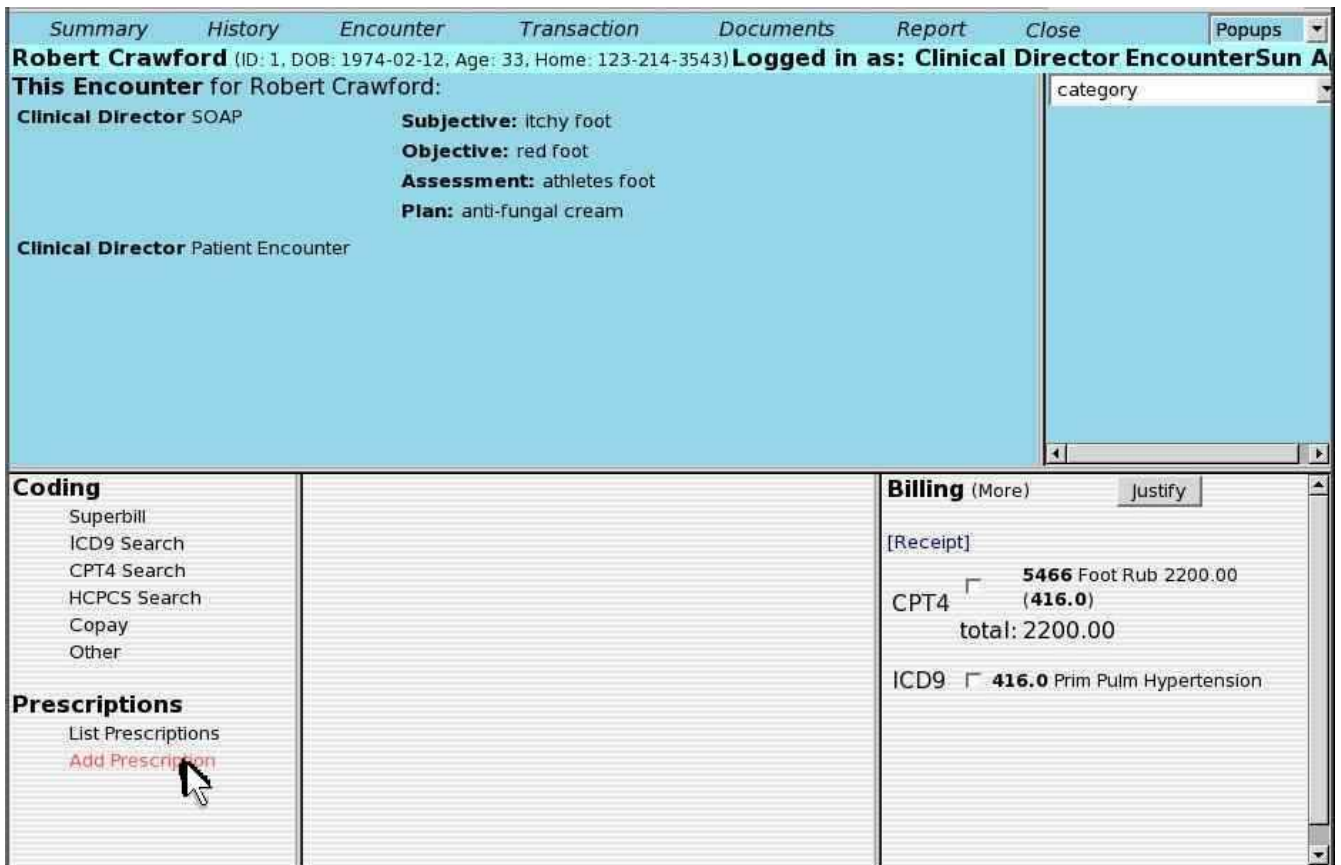 Summary History Encounter Transaction Documents Report Close Popups
Robert Crawford (ID: 1, DOB: 1974-02-12, Age: 33, Home: 123-214-3543) Logged in as: Clinical Director EncounterSun A
This Encounter for Robert Crawford:
category
Clinical Director SOAP
Subjective: itchy foot
Objective: red foot
Assessment: athletes foot
Plan: anti-fungal cream
Clinical Director Patient Encounter
Coding
Superbill
ICD9 Search
CPT4 Search
HCPCS Search
Copay
Other
Prescriptions
List Prescriptions
Add Prescription
Billing (More) Justify
[Receipt]
CPT4 5466 Foot Rub 2200.00
(416.0)
total: 2200.00
ICD9 416.0 Prim Pulm Hypertension